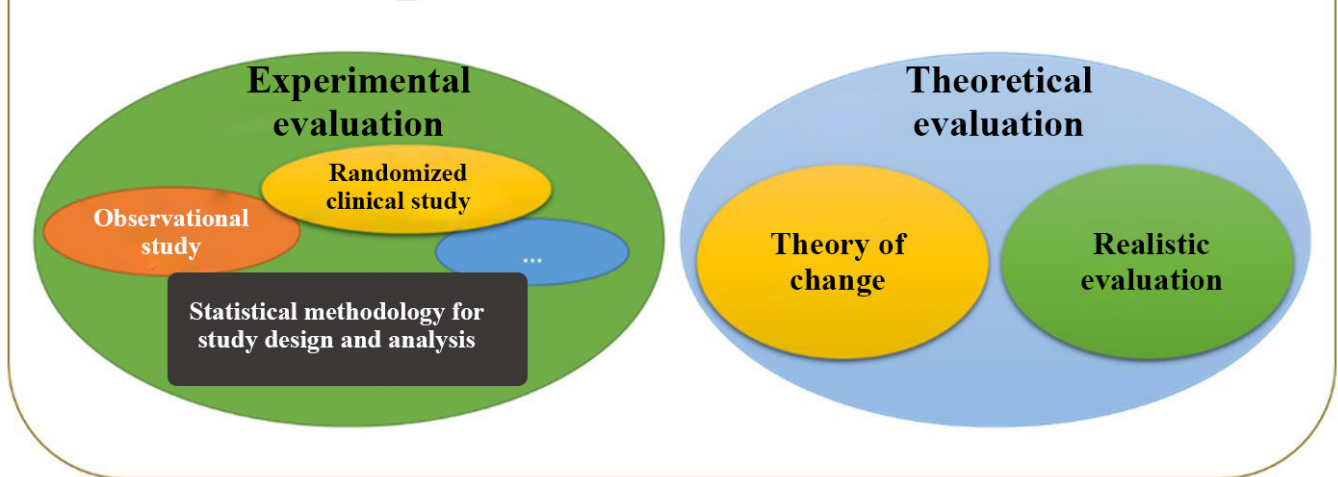 Experimental
evaluation
Randomized
clinical study
Observational
study
...
Statistical methodology for
study design and analysis
Theoretical
evaluation
Theory of
change
Realistic
evaluation